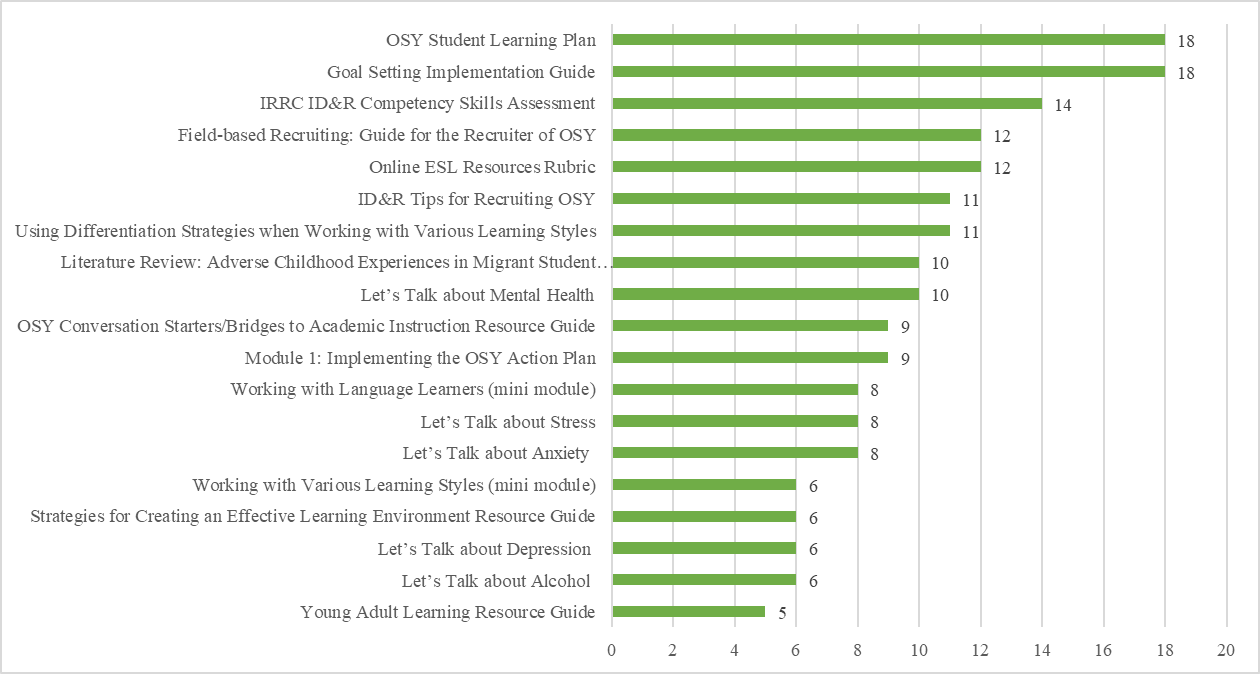 OSY Student Learning Plan 18
Goal Setting Implementation Guide 18
IRRC ID&R Competency Skills Assessment 14
Field-based Recruiting: Guide for the Recruiter of OSY 12
Online ESL Resources Rubric 12
ID&R Tips for Recruiting OSY 11
Using Differentiation Strategies when Working with Various Learning Styles 11
Literature Review: Adverse Childhood Experiences in Migrant Student… 10
Let’s Talk about Mental Health 10
OSY Conversation Starters/Bridges to Academic Instruction Resource Guide 9
Module 1: Implementing the OSY Action Plan 9
Working with Language Learners (mini module) 8
Let’s Talk about Stress 8
Let’s Talk about Anxiety 8
Working with Various Learning Styles (mini module) 6
Strategies for Creating an Effective Learning Environment Resource Guide 6
Let’s Talk about Depression 6
Let’s Talk about Alcohol 6
Young Adult Learning Resource Guide 5
0 2 4 6 8 10 12 14 16 18 20